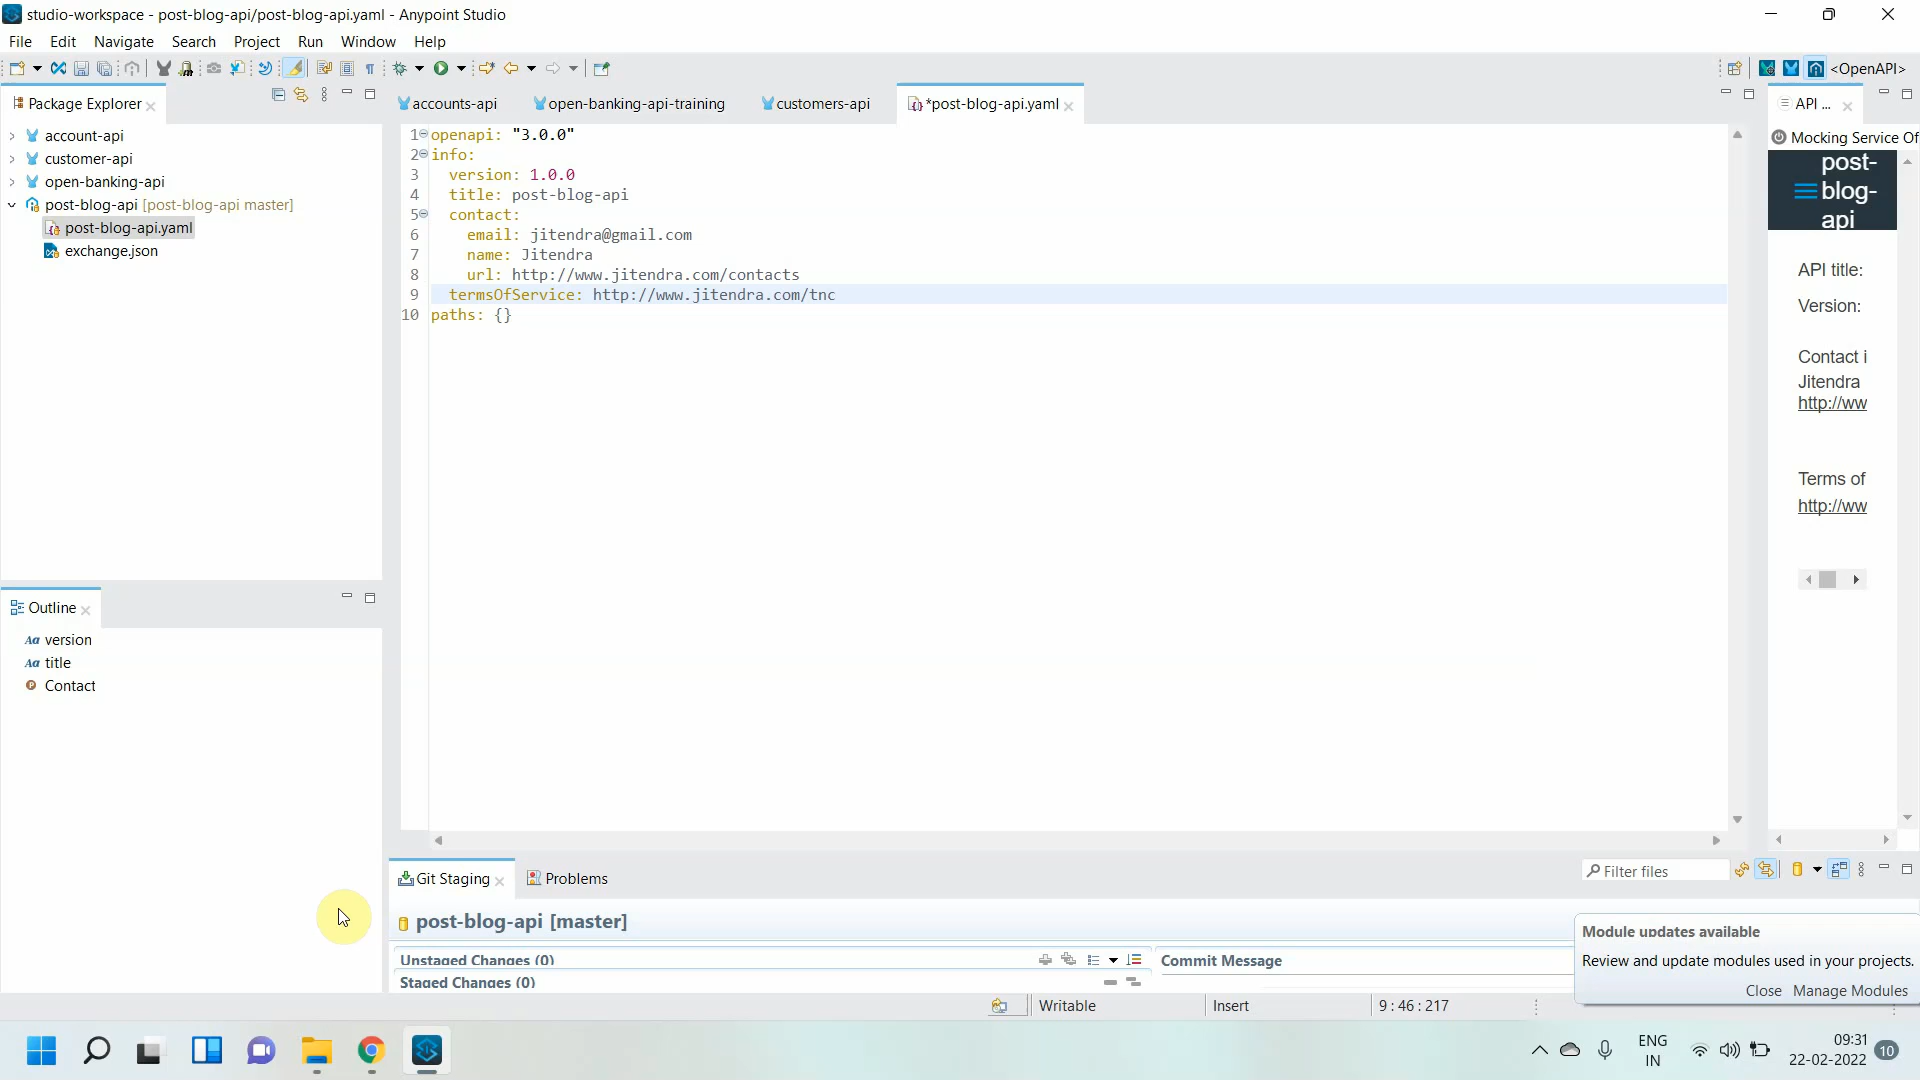 studio-workspace - post-blog-api/post-blog-api.yaml - Anypoint Studio
File Edit Navigate Search Project Run Window Help
<OpenAPI>
Package Explorer
account-api
customer-api
open-banking-api
post-blog-api [post-blog-api master]
post-blog-api.yaml
exchange.json
Outline
version
title
Contact
accounts-api open-banking-api-training customers-api *post-blog-api.yaml
1 openapi: "3.0.0"
2 info:
3 version: 1.0.0
4 title: post-blog-api
5 contact:
6 email: jitendra@gmail.com
7 name: Jitendra
8 url: http://www.jitendra.com/contacts
9 termsOfService: http://www.jitendra.com/tnc
10 paths: {}
API ...
Mocking Service Of
post-
blog-
api
API title:
Version:
Contact i
Jitendra
http://ww
Terms of
http://ww
Git Staging Problems
Filter files
post-blog-api [master]
Unstaged Changes (0)
Staged Changes (0)
Commit Message
Module updates available
Review and update modules used in your projects.
Close Manage Modules
Writable Insert 9 : 46 : 217
ENG
IN
09:31
22-02-2022
10